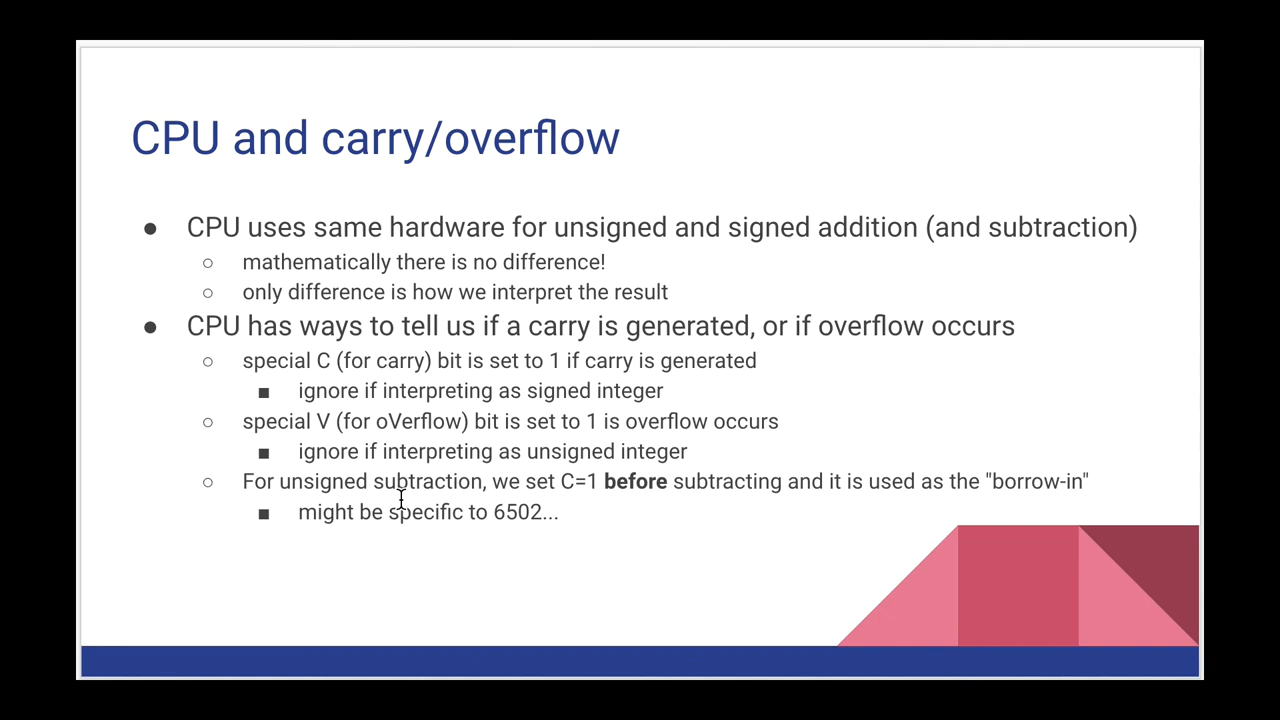 CPU and carry/overflow
● CPU uses same hardware for unsigned and signed addition (and subtraction)
○ mathematically there is no difference!
○ only difference is how we interpret the result
● CPU has ways to tell us if a carry is generated, or if overflow occurs
○ special C (for carry) bit is set to 1 if carry is generated
■ ignore if interpreting as signed integer
○ special V (for oVerflow) bit is set to 1 is overflow occurs
■ ignore if interpreting as unsigned integer
○ For unsigned subtraction, we set C=1 before subtracting and it is used as the "borrow-in"
■ might be specific to 6502...